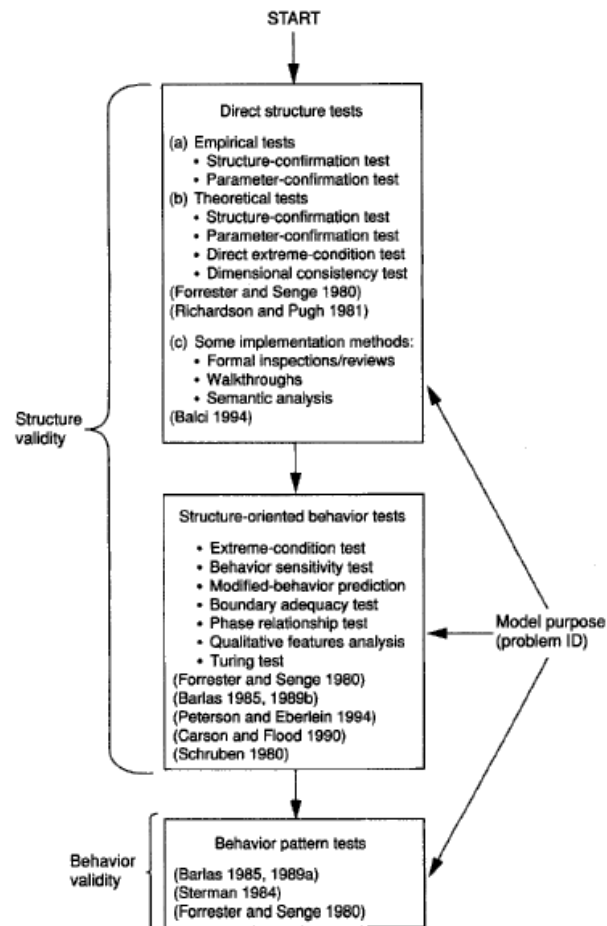 START
Direct structure tests
(a) Empirical tests
• Structure-confirmation test
• Parameter-confirmation test
(b) Theoretical tests
• Structure-confirmation test
• Parameter-confirmation test
• Direct extreme-condition test
• Dimensional consistency test
(Forrester and Senge 1980)
(Richardson and Pugh 1981)
(c) Some implementation methods:
• Formal inspections/reviews
• Walkthroughs
• Semantic analysis
(Balci 1994)
Structure
validity
Structure-oriented behavior tests
• Extreme-condition test
• Behavior sensitivity test
• Modified-behavior prediction
• Boundary adequacy test
• Phase relationship test
• Qualitative features analysis
• Turing test
(Forrester and Senge 1980)
(Barlas 1985, 1989b)
(Peterson and Eberlein 1994)
(Carson and Flood 1990)
(Schruben 1980)
Model purpose
(problem ID)
Behavior pattern tests
(Barlas 1985, 1989a)
(Sterman 1984)
(Forrester and Senge 1980)
Behavior
validity